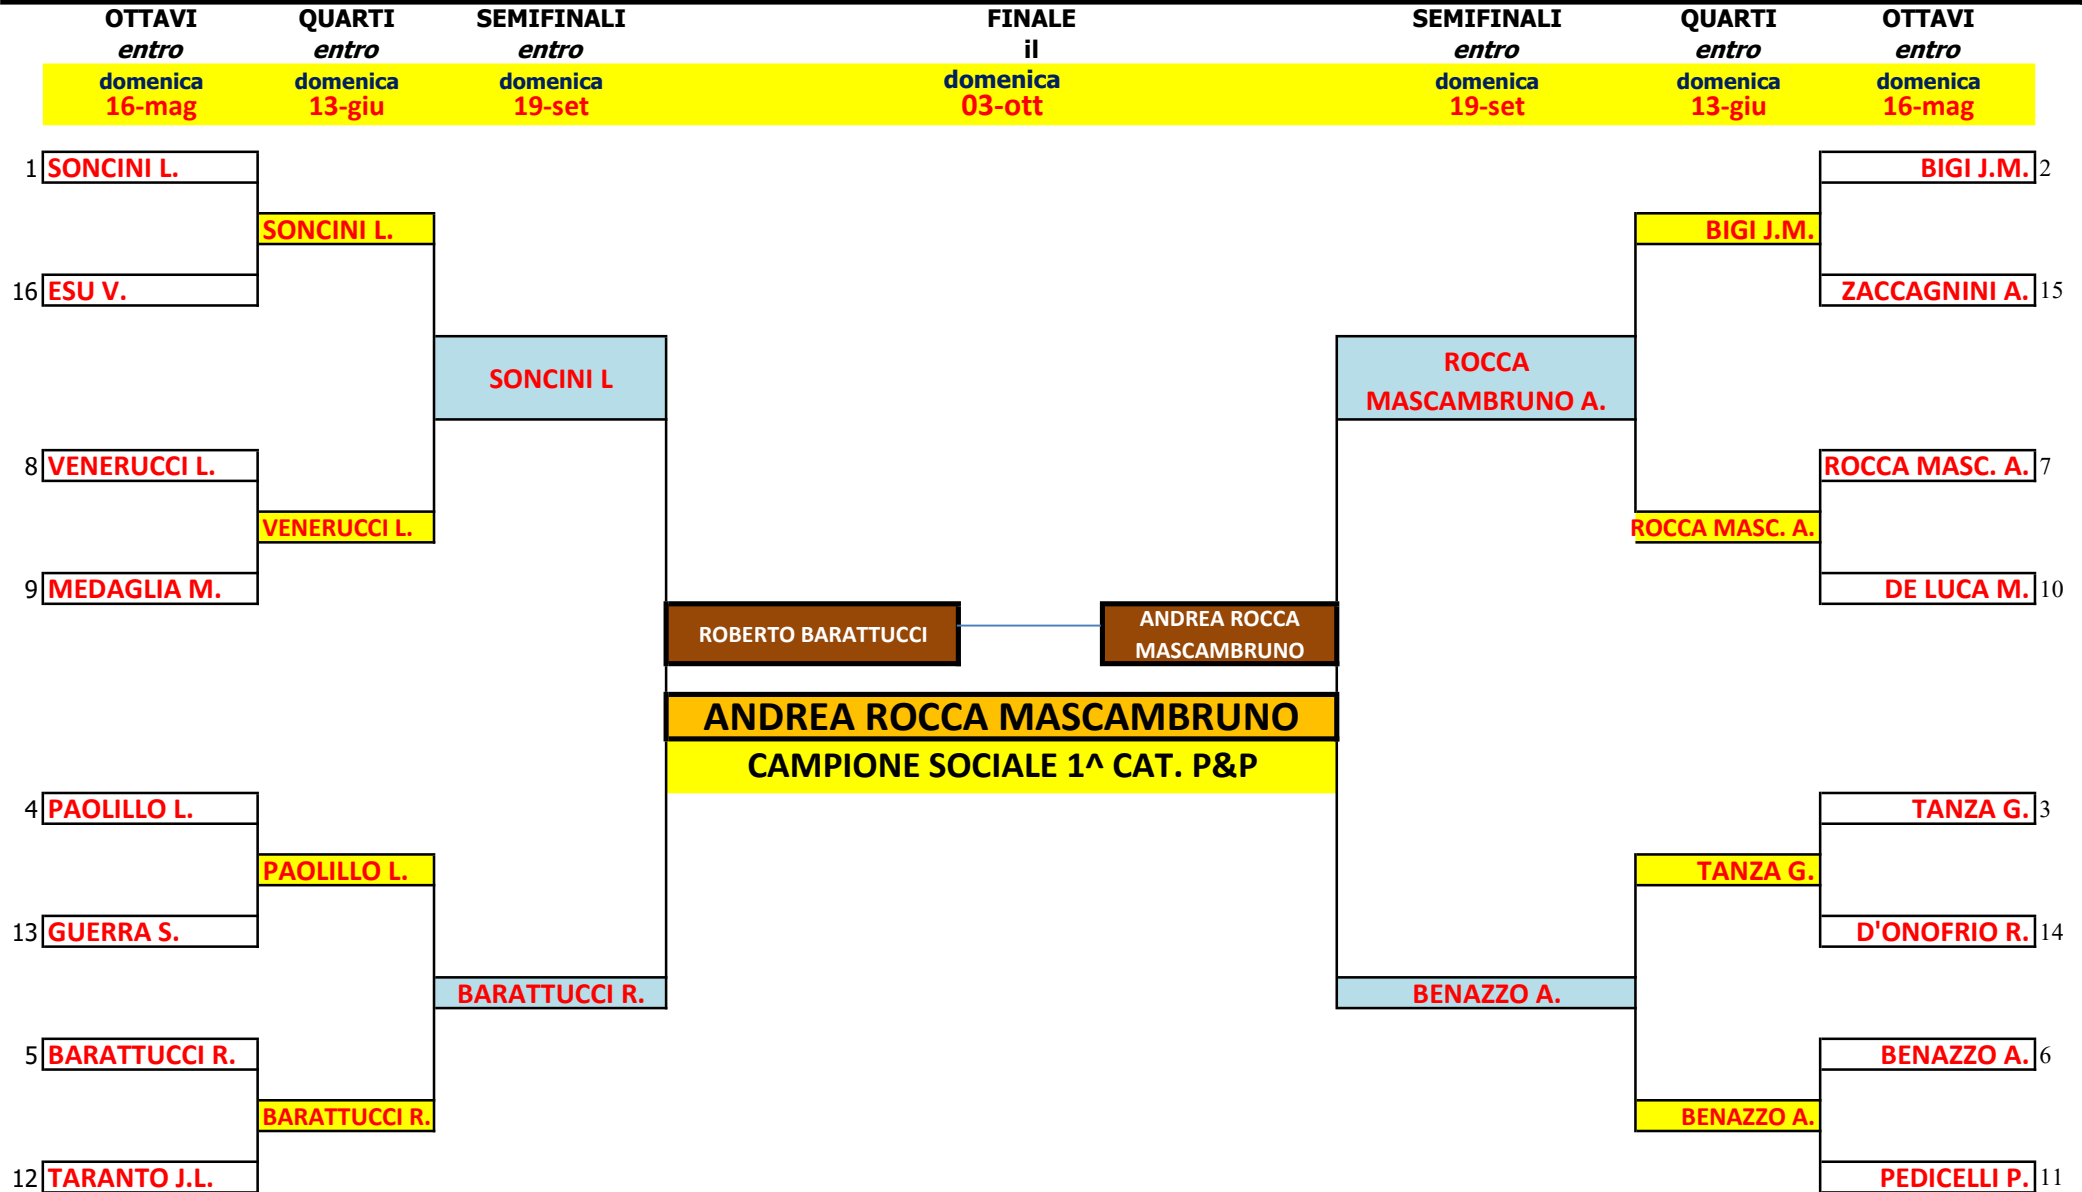 OTTAVI QUARTI SEMIFINALI FINALE SEMIFINALI QUARTI OTTAVI
entro entro entro il entro entro entro
domenica domenica domenica domenica domenica domenica domenica
16-mag 13-giu 19-set 03-ott 19-set 13-giu 16-mag
1 SONCINI L. BIGI J.M. 2
SONCINI L. BIGI J.M.
16 ESU V. ZACCAGNINI A. 15
SONCINI L ROCCA
MASCAMBRUNO A.
8 VENERUCCI L. ROCCA MASC. A. 7
VENERUCCI L. ROCCA MASC. A.
9 MEDAGLIA M. DE LUCA M. 10
ROBERTO BARATTUCCI ANDREA ROCCA
MASCAMBRUNO
ANDREA ROCCA MASCAMBRUNO
CAMPIONE SOCIALE 1^ CAT. P&P
4 PAOLILLO L. TANZA G. 3
PAOLILLO L. TANZA G.
13 GUERRA S. D'ONOFRIO R. 14
BARATTUCCI R. BENAZZO A.
5 BARATTUCCI R. BENAZZO A. 6
BARATTUCCI R. BENAZZO A.
12 TARANTO J.L. PEDICELLI P. 11